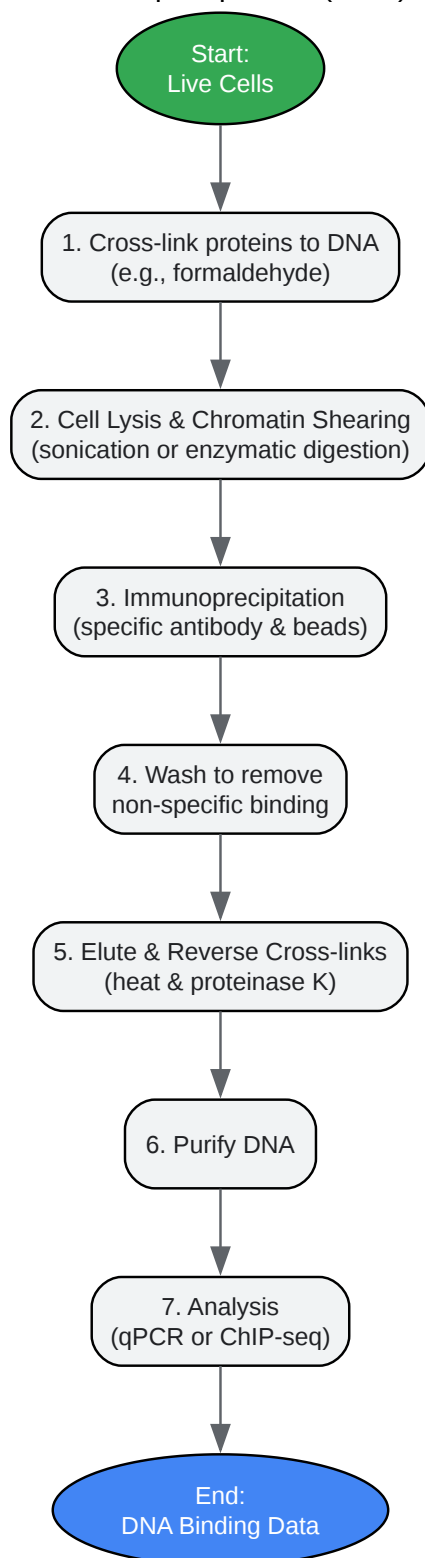 Start:
Live Cells
1. Cross-link proteins to DNA
(e.g., formaldehyde)
2. Cell Lysis & Chromatin Shearing
(sonication or enzymatic digestion)
3. Immunoprecipitation
(specific antibody & beads)
4. Wash to remove
non-specific binding
5. Elute & Reverse Cross-links
(heat & proteinase K)
6. Purify DNA
7. Analysis
(qPCR or ChIP-seq)
End:
DNA Binding Data